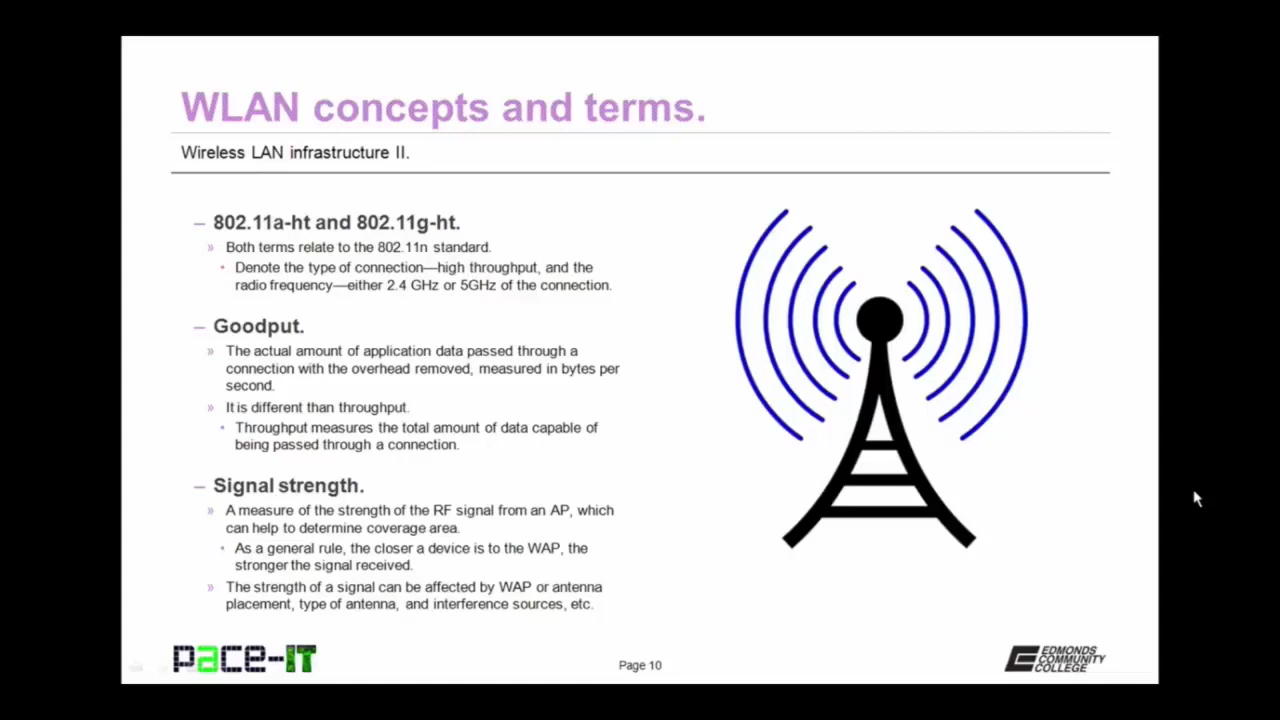 WLAN concepts and terms.
Wireless LAN infrastructure II.
– 802.11a-ht and 802.11g-ht.
» Both terms relate to the 802.11n standard.
• Denote the type of connection—high throughput, and the
radio frequency—either 2.4 GHz or 5GHz of the connection.
– Goodput.
» The actual amount of application data passed through a
connection with the overhead removed, measured in bytes per
second.
» It is different than throughput.
• Throughput measures the total amount of data capable of
being passed through a connection.
– Signal strength.
» A measure of the strength of the RF signal from an AP, which
can help to determine coverage area.
• As a general rule, the closer a device is to the WAP, the
stronger the signal received.
» The strength of a signal can be affected by WAP or antenna
placement, type of antenna, and interference sources, etc.
pace-IT
Page 10
EDMONDS
COMMUNITY
COLLEGE